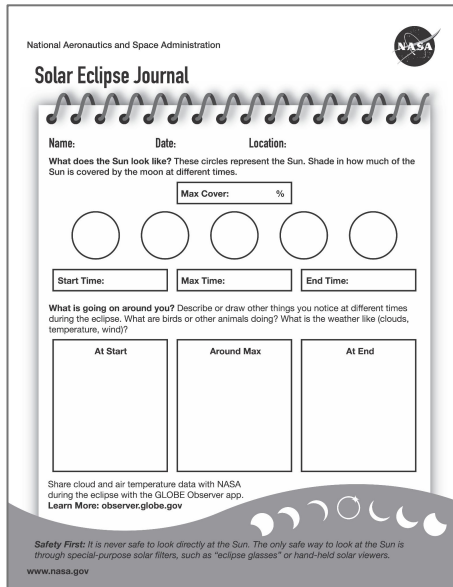 National Aeronautics and Space Administration
NASA
Solar Eclipse Journal
Name: Date: Location:
What does the Sun look like? These circles represent the Sun. Shade in how much of the
Sun is covered by the moon at different times.
Max Cover: %
Start Time: Max Time: End Time:
What is going on around you? Describe or draw other things you notice at different times
during the eclipse. What are birds or other animals doing? What is the weather like (clouds,
temperature, wind)?
At Start Around Max At End
Share cloud and air temperature data with NASA
during the eclipse with the GLOBE Observer app.
Learn More: observer.globe.gov
Safety First: It is never safe to look directly at the Sun. The only safe way to look at the Sun is
through special-purpose solar filters, such as “eclipse glasses” or hand-held solar viewers.
www.nasa.gov